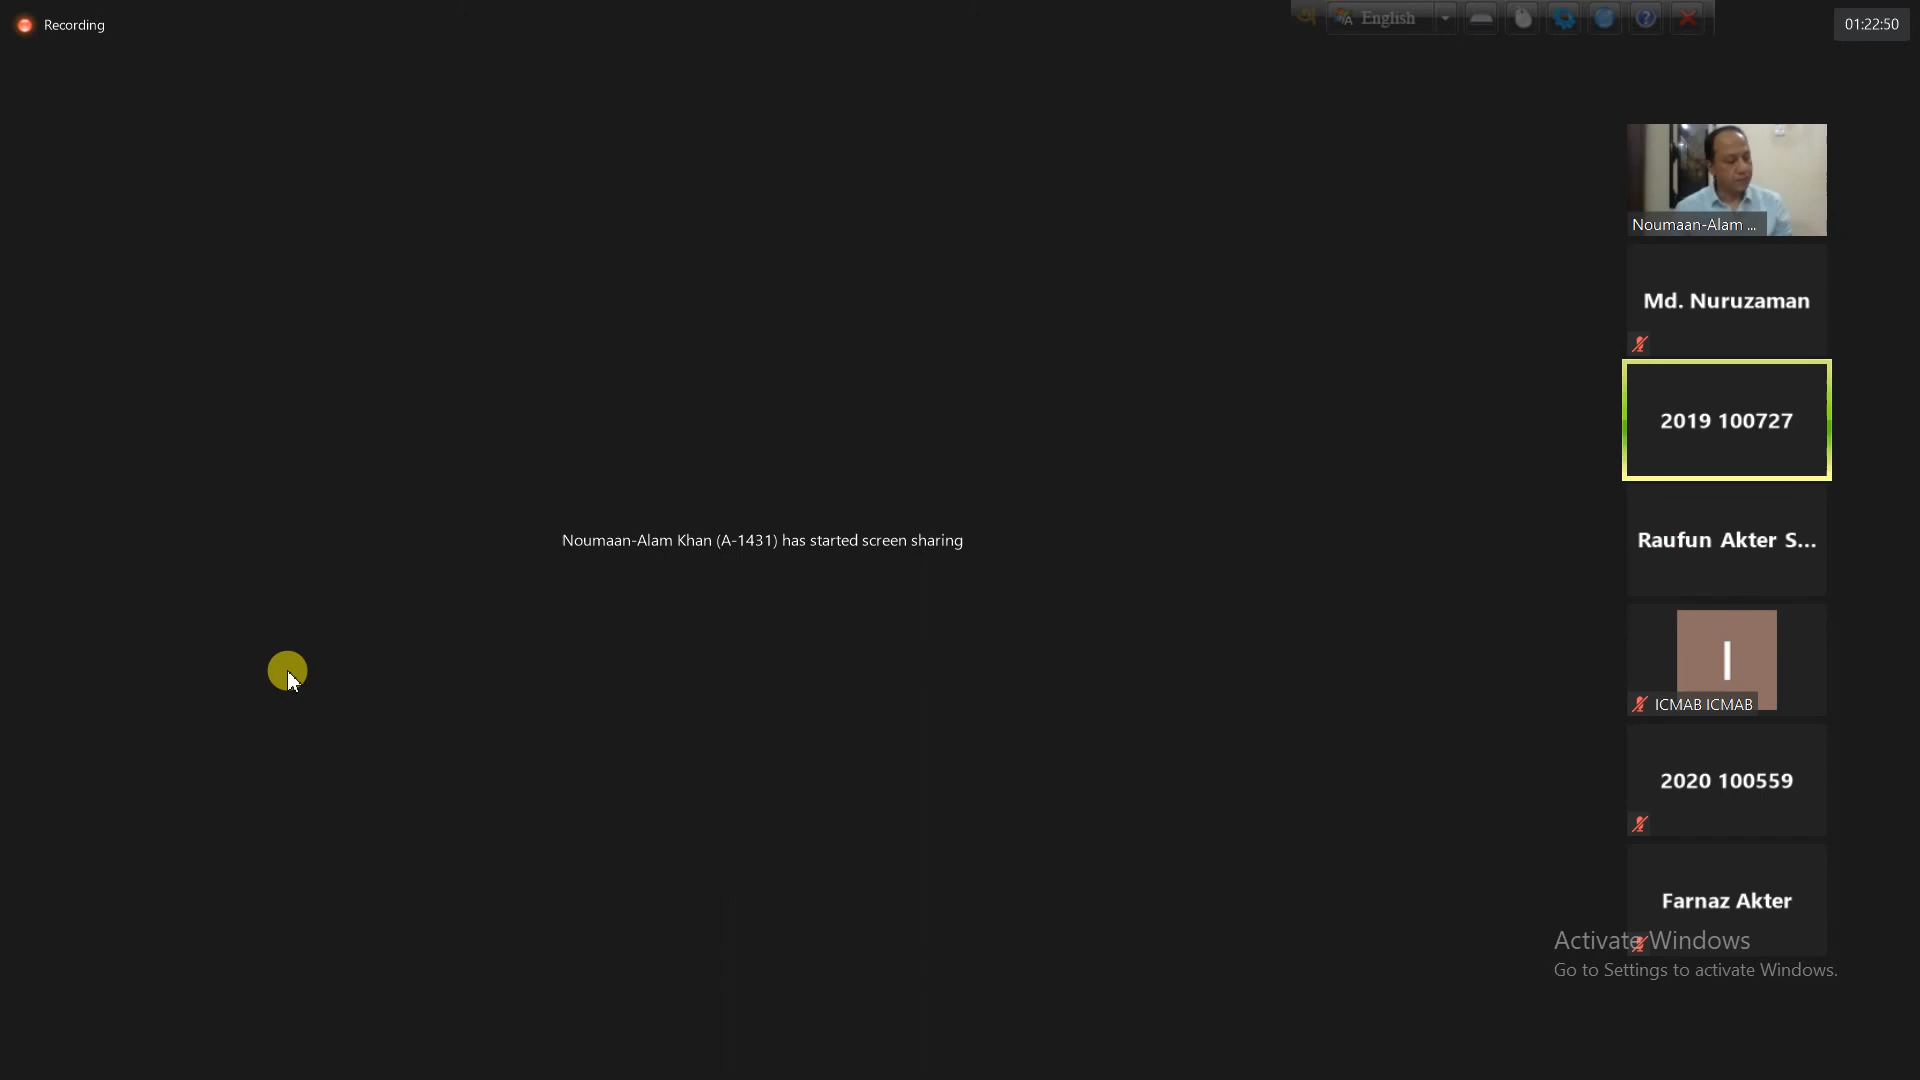 Recording
English
01:22:50
Noumaan-Alam ...
Md. Nuruzaman
2019 100727
Noumaan-Alam Khan (A-1431) has started screen sharing
Raufun Akter S...
I
ICMAB ICMAB
2020 100559
Farnaz Akter
Activate Windows
Go to Settings to activate Windows.